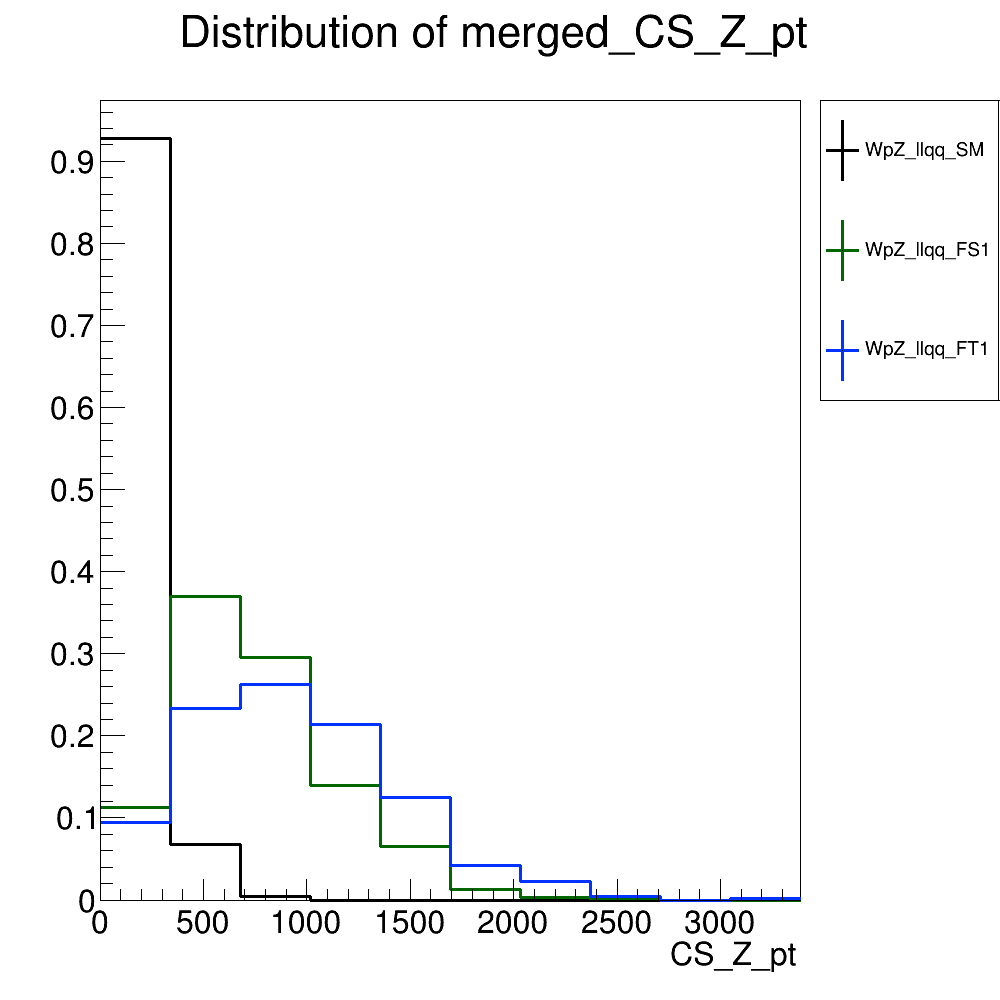 Distribution of merged_CS_Z_pt
WpZ_llqq_SM
WpZ_llqq_FS1
WpZ_llqq_FT1
0.9
0.8
0.7
0.6
0.5
0.4
0.3
0.2
0.1
0
0 500 1000 1500 2000 2500 3000
CS_Z_pt